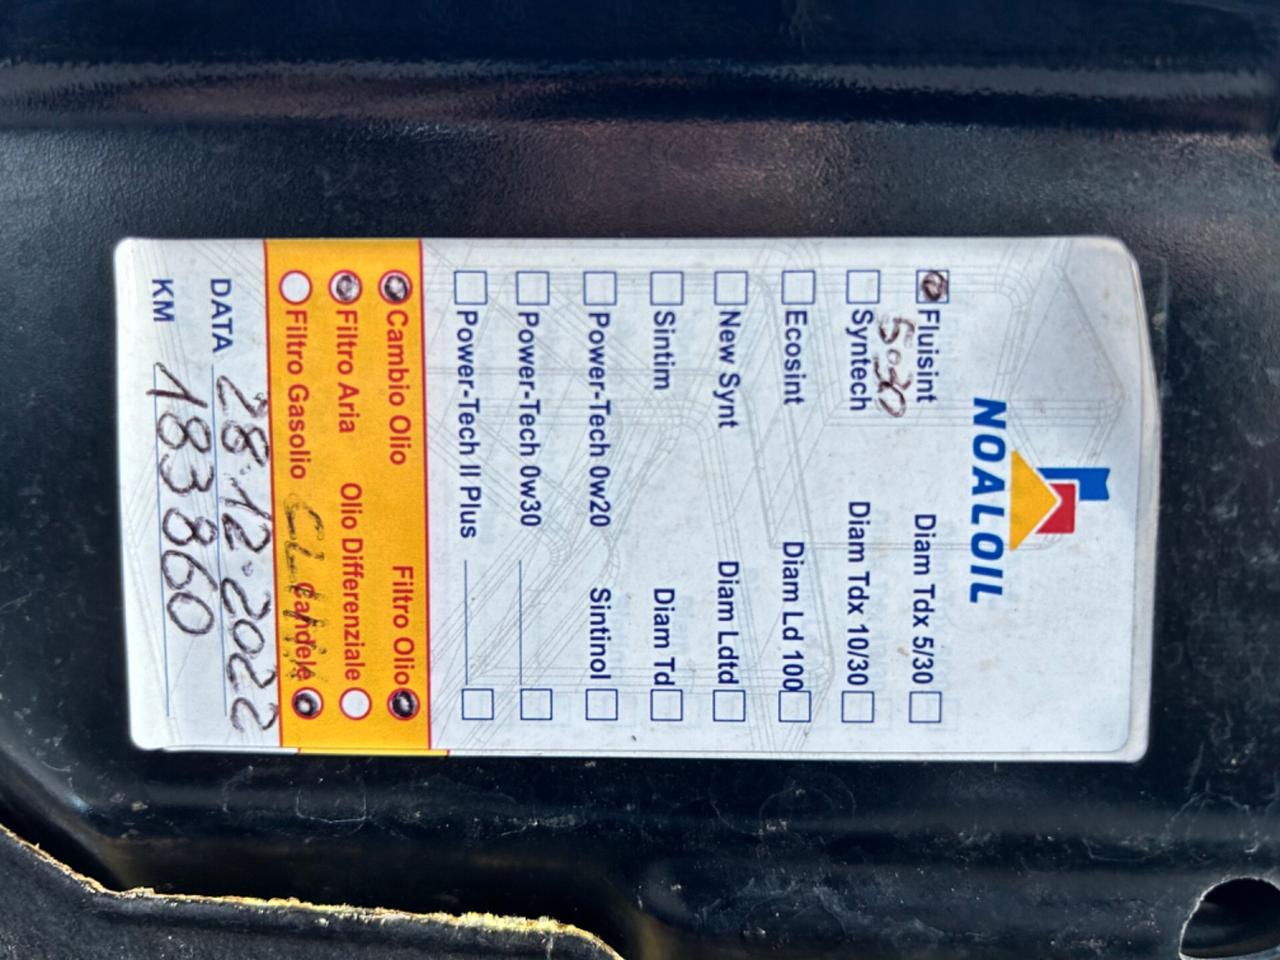 NOALOIL
Fluisint Diam Tdx 5/30
5-30
Syntech Diam Tdx 10/30
Ecosint Diam Ld 100
New Synt Diam Ldtd
Sintim Diam Td
Power-Tech 0w20 Sintinol
Power-Tech 0w30
Power-Tech II Plus
Cambio Olio Filtro Olio
Filtro Aria Olio Differenziale
Filtro Gasolio Candele
DATA 28.12.2022
KM 183860